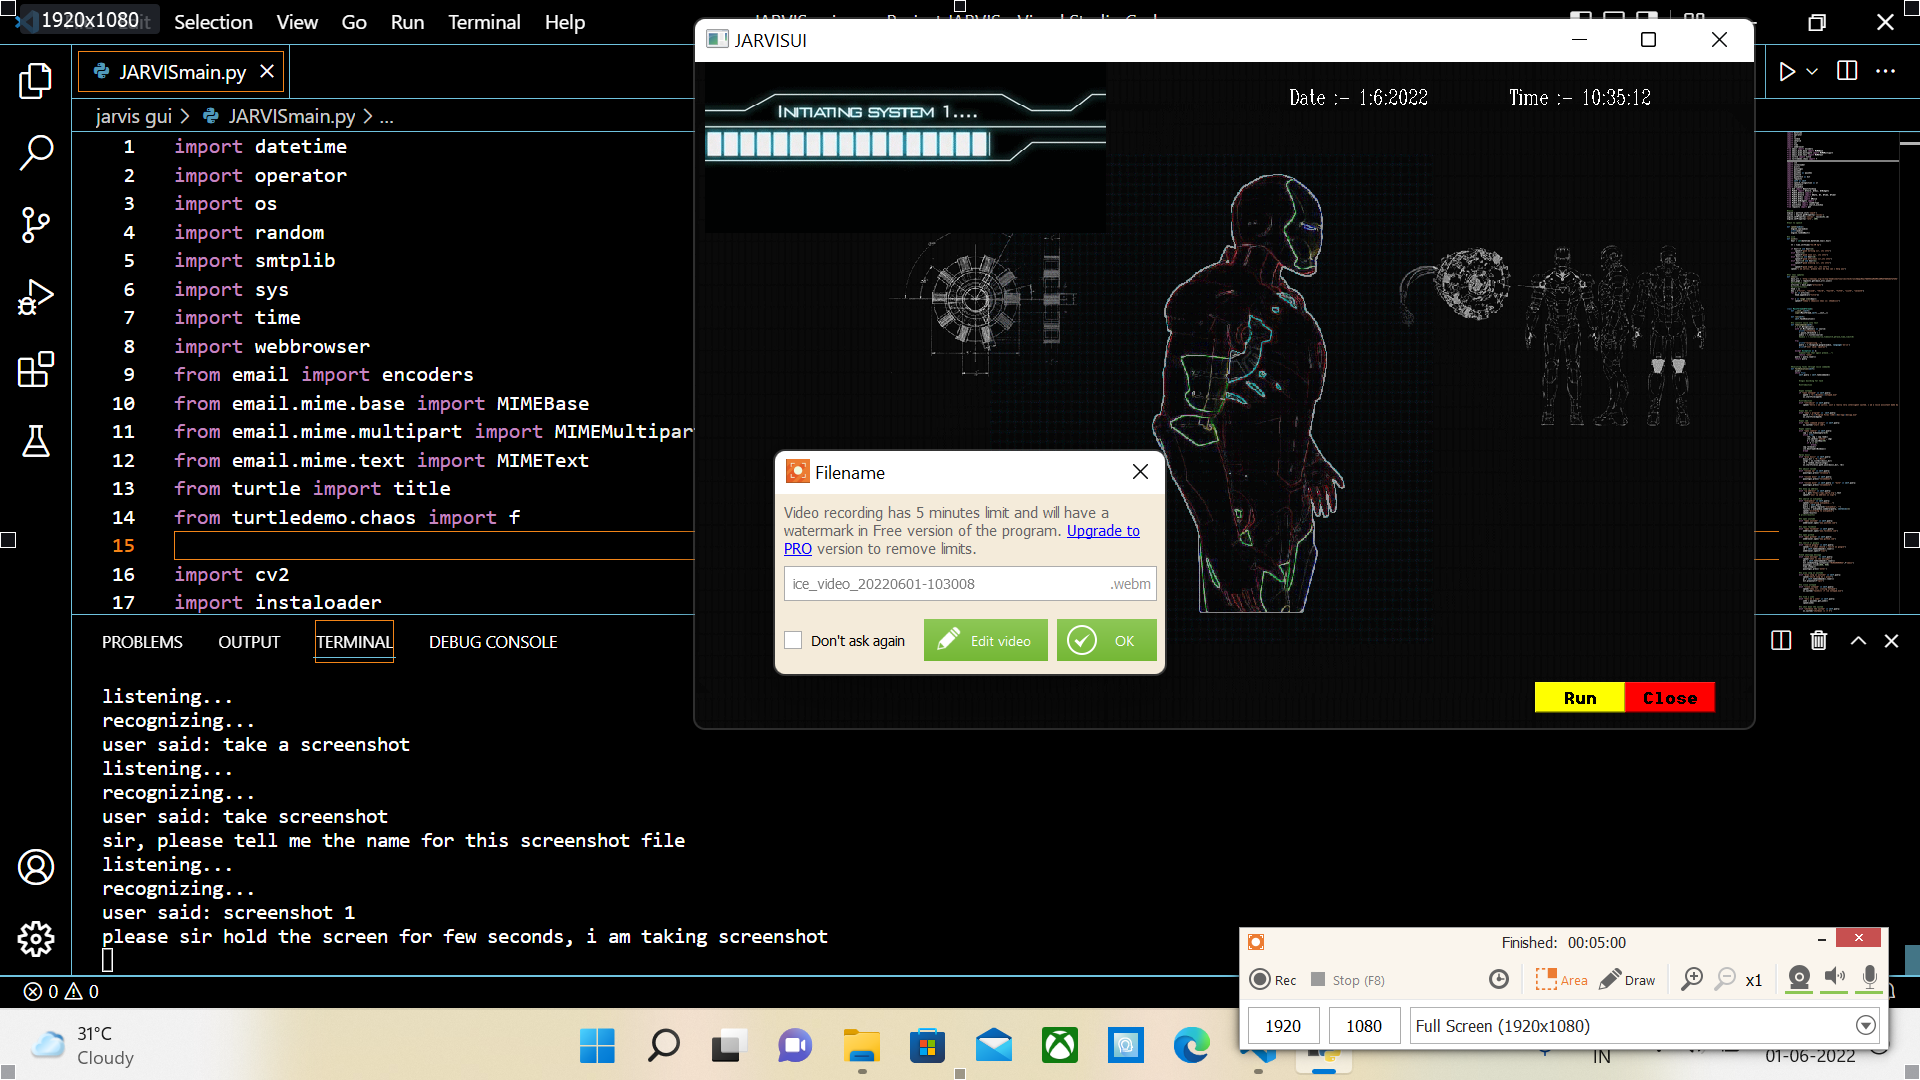 1920x1080
Selection View Go Run Terminal Help
JARVISmain.py
jarvis gui > JARVISmain.py > ...
1 import datetime
2 import operator
3 import os
4 import random
5 import smtplib
6 import sys
7 import time
8 import webbrowser
9 from email import encoders
10 from email.mime.base import MIMEBase
11 from email.mime.multipart import MIMEMultipar
12 from email.mime.text import MIMEText
13 from turtle import title
14 from turtledemo.chaos import f
15
16 import cv2
17 import instaloader
JARVISUI
INITIATING SYSTEM 1....
Date :- 1:6:2022 Time :- 10:35:12
Filename
Video recording has 5 minutes limit and will have a
watermark in Free version of the program. Upgrade to
PRO version to remove limits.
ice_video_20220601-103008 .webm
Don't ask again Edit video OK
Run Close
PROBLEMS OUTPUT TERMINAL DEBUG CONSOLE
listening...
recognizing...
user said: take a screenshot
listening...
recognizing...
user said: take screenshot
sir, please tell me the name for this screenshot file
listening...
recognizing...
user said: screenshot 1
please sir hold the screen for few seconds, i am taking screenshot
0 0
Finished: 00:05:00
Rec Stop (F8) Area Draw x1
1920 1080 Full Screen (1920x1080)
31°C
Cloudy
IN
01-06-2022